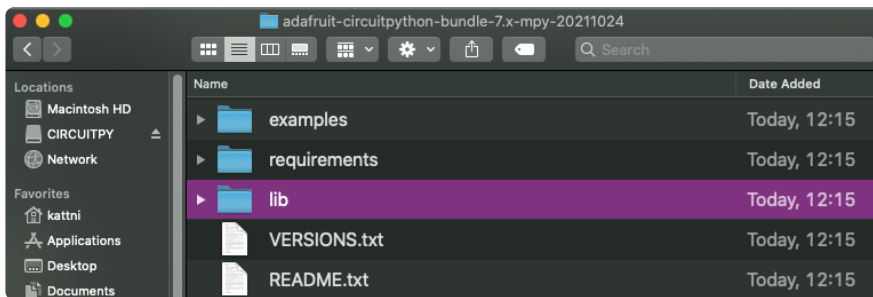 adafruit-circuitpython-bundle-7.x-mpy-20211024
Search
Locations
Macintosh HD
CIRCUITPY
Network
Favorites
kattni
Applications
Desktop
Documents
Name Date Added
examples Today, 12:15
requirements Today, 12:15
lib Today, 12:15
VERSIONS.txt Today, 12:15
README.txt Today, 12:15